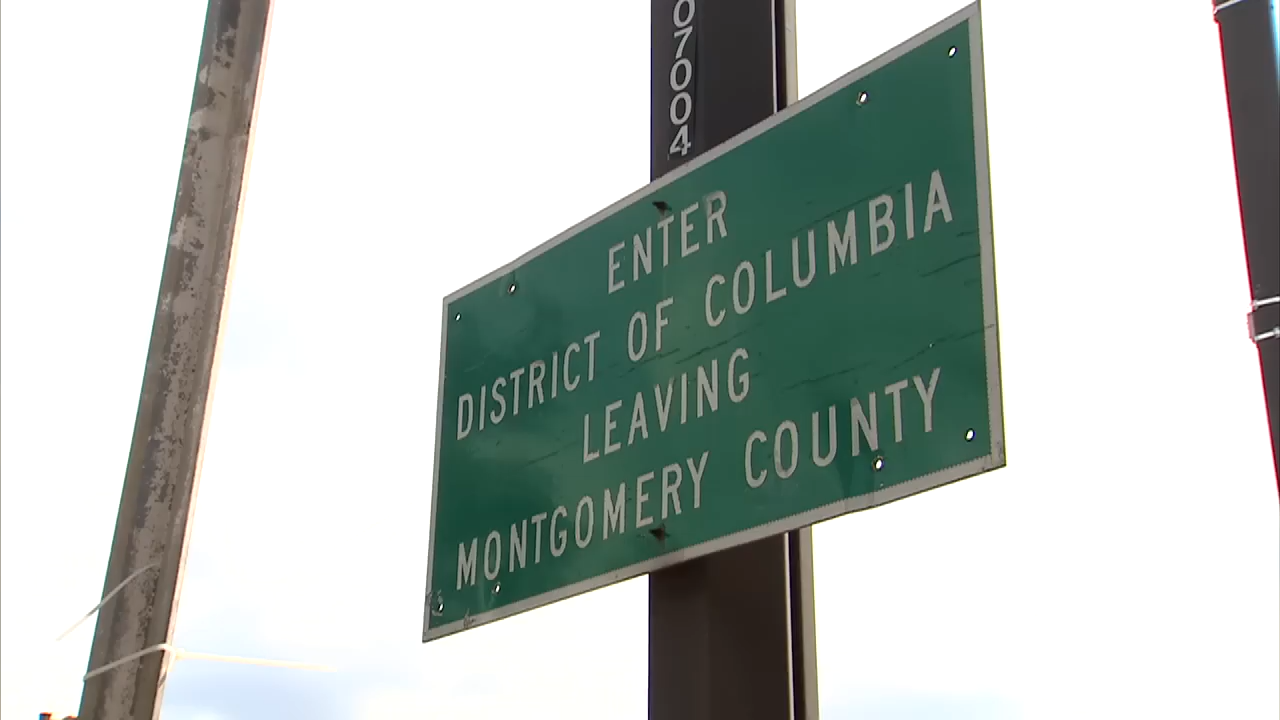 07004
ENTER
DISTRICT OF COLUMBIA
LEAVING
MONTGOMERY COUNTY